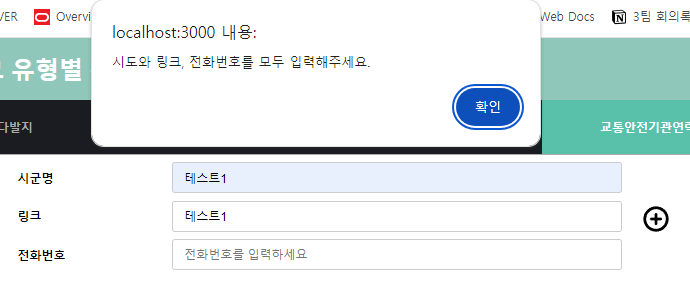 VER
Overvi
localhost:3000 내용:
Web Docs
3팀 회의록
시도와 링크, 전화번호를 모두 입력해주세요.
유형별
확인
다발지
교통안전기관연락
시군명
테스트1
링크
테스트1
전화번호
전화번호를 입력하세요